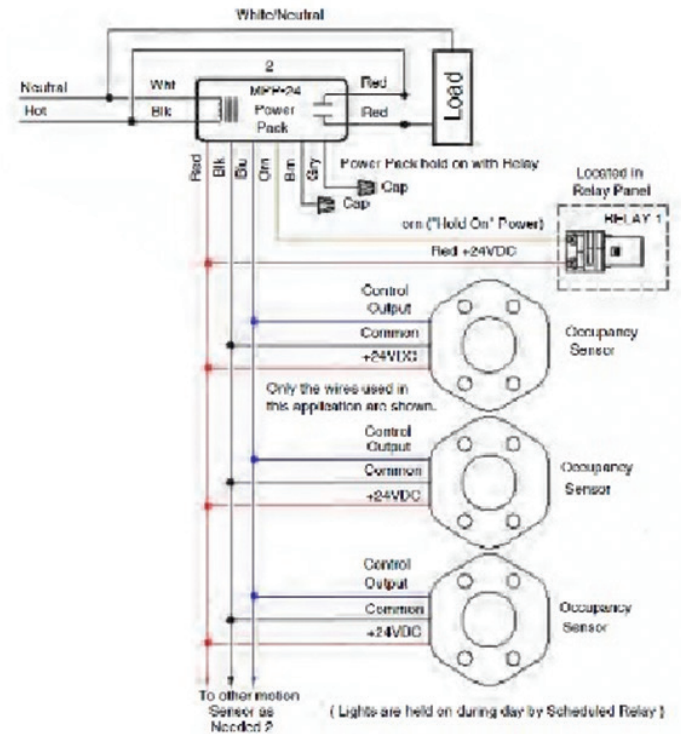 White/Neutral
2
Neutral
Wht
MPP-24
Red
Hot
Blk
Power
Pack
Red
Load
Red
Blk
Blu
Orn
Brn
Gry
Power Pack hold on with Relay
Cap
Cap
Located in
Relay Panel
RELAY 1
orn ("Hold On" Power)
Red +24VDC
Control
Output
Common
+24VDC
Occupancy
Sensor
Only the wires used in
this application are shown.
Control
Output
Common
+24VDC
Occupancy
Sensor
Control
Output
Common
+24VDC
Occupancy
Sensor
To other motion
Sensor as
Needed 2
( Lights are held on during day by Scheduled Relay )